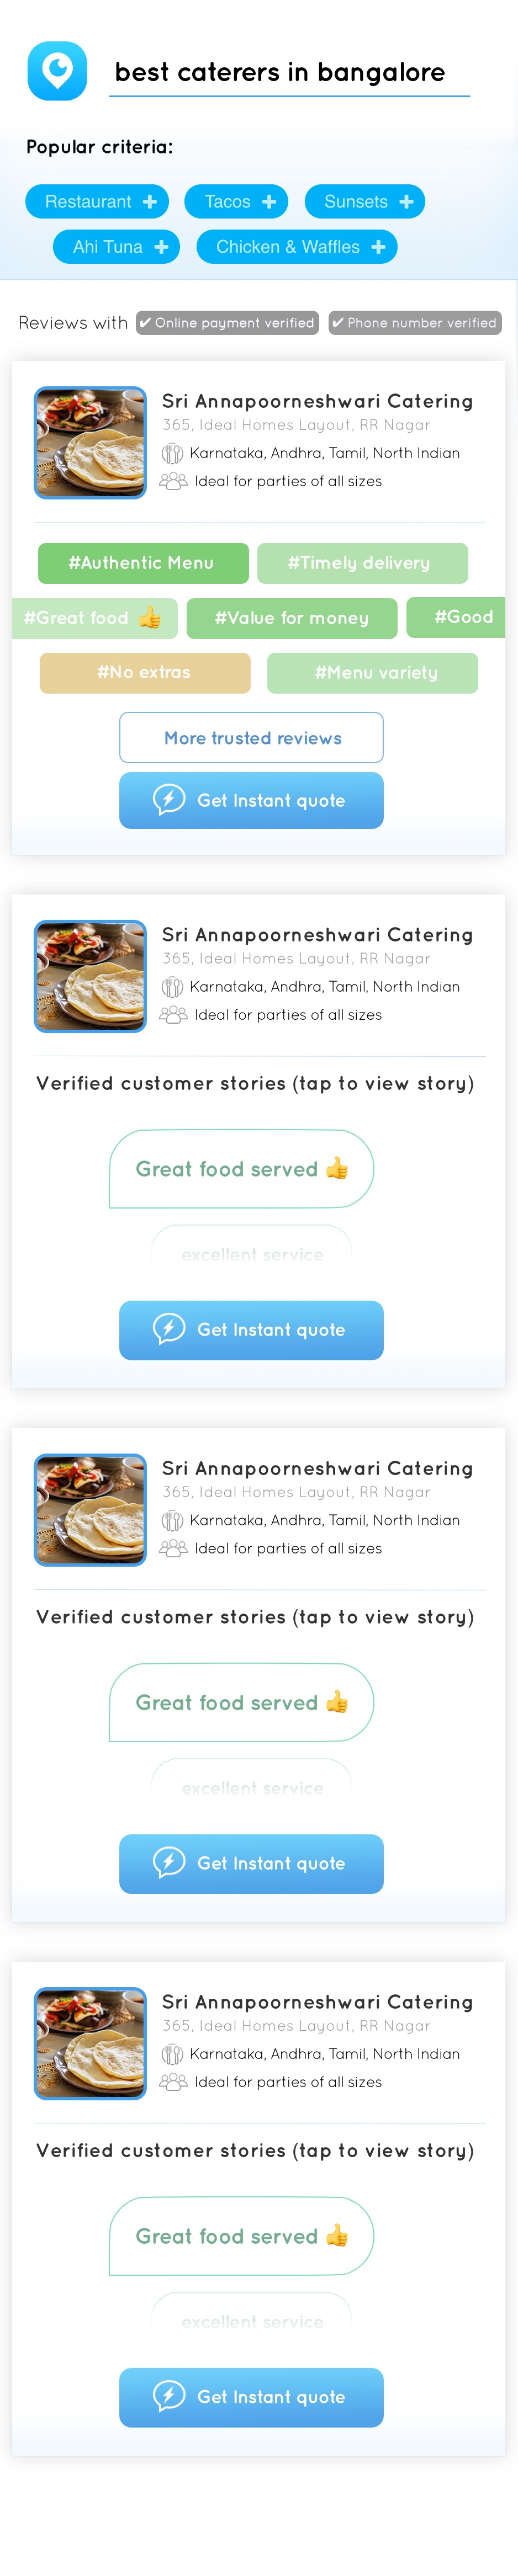 best caterers in bangalore
Popular criteria:
Restaurant + Tacos + Sunsets +
Ahi Tuna + Chicken & Waffles +
Reviews with ✔ Online payment verified ✔ Phone number verified
Sri Annapoorneshwari Catering
365, Ideal Homes Layout, RR Nagar
Karnataka, Andhra, Tamil, North Indian
Ideal for parties of all sizes
#Authentic Menu #Timely delivery
#Great food 👍 #Value for money #Good
#No extras #Menu variety
More trusted reviews
Get Instant quote
Sri Annapoorneshwari Catering
365, Ideal Homes Layout, RR Nagar
Karnataka, Andhra, Tamil, North Indian
Ideal for parties of all sizes
Verified customer stories (tap to view story)
Great food served 👍
excellent service
Get Instant quote
Sri Annapoorneshwari Catering
365, Ideal Homes Layout, RR Nagar
Karnataka, Andhra, Tamil, North Indian
Ideal for parties of all sizes
Verified customer stories (tap to view story)
Great food served 👍
excellent service
Get Instant quote
Sri Annapoorneshwari Catering
365, Ideal Homes Layout, RR Nagar
Karnataka, Andhra, Tamil, North Indian
Ideal for parties of all sizes
Verified customer stories (tap to view story)
Great food served 👍
excellent service
Get Instant quote